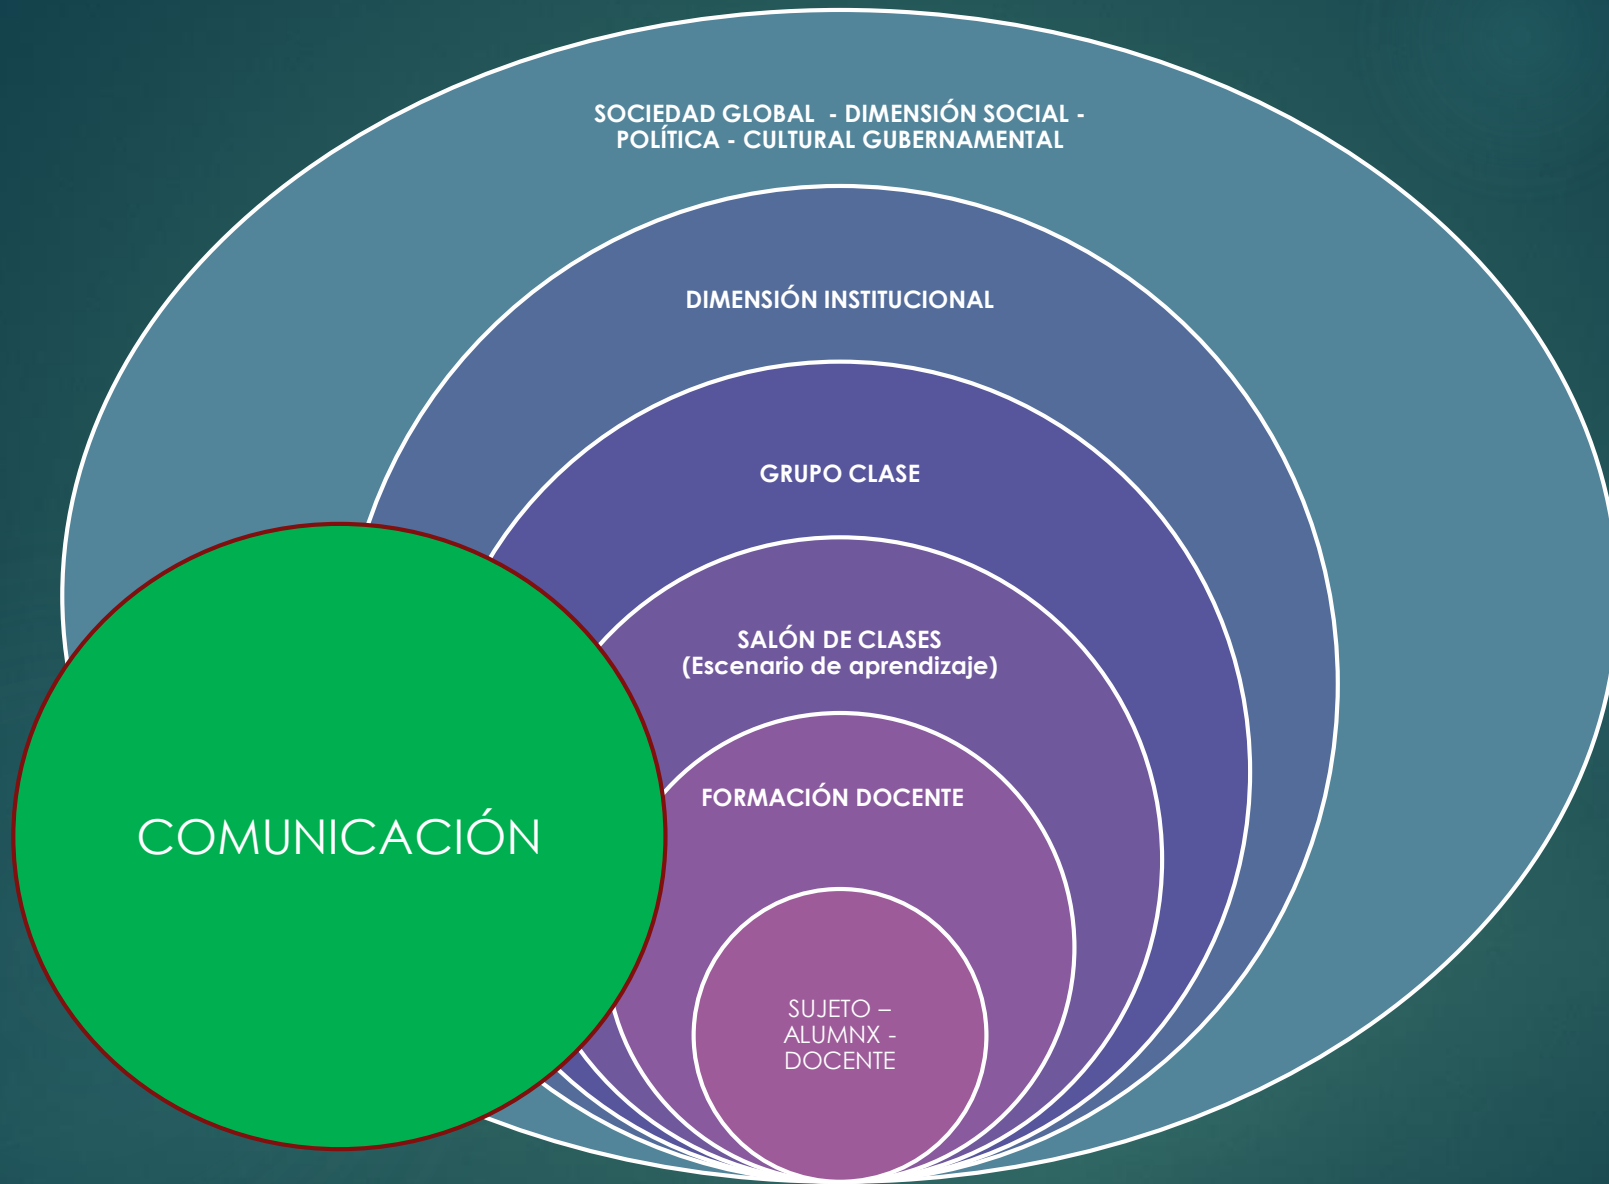 SOCIEDAD GLOBAL - DIMENSIÓN SOCIAL -
POLÍTICA - CULTURAL GUBERNAMENTAL
DIMENSIÓN INSTITUCIONAL
GRUPO CLASE
SALÓN DE CLASES
(Escenario de aprendizaje)
FORMACIÓN DOCENTE
COMUNICACIÓN
SUJETO –
ALUMNX -
DOCENTE